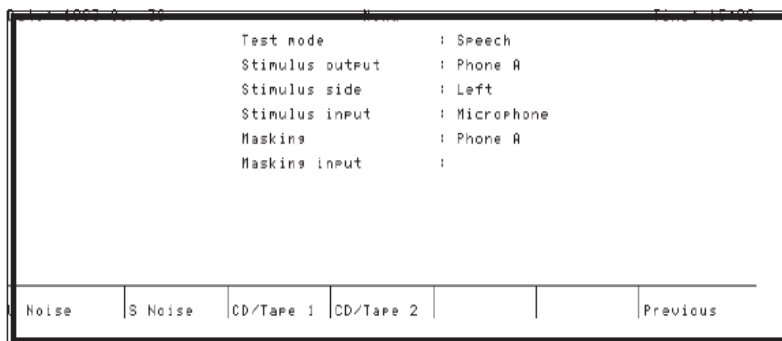 Test mode : Speech
Stimulus output : Phone A
Stimulus side : Left
Stimulus input : Microphone
Masking : Phone A
Masking input :
Noise S Noise CD/Tape 1 CD/Tape 2 Previous